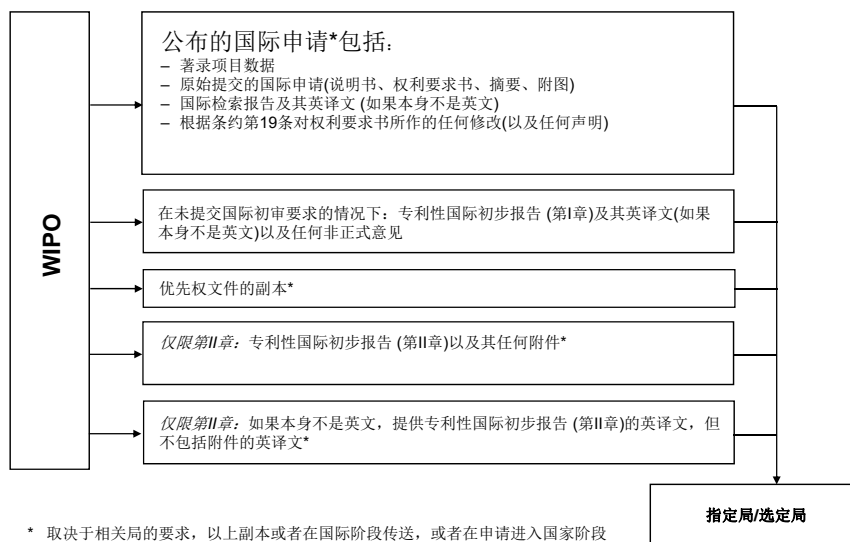 公布的国际申请*包括:
– 著录项目数据
– 原始提交的国际申请(说明书、权利要求书、摘要、附图)
– 国际检索报告及其英译文 (如果本身不是英文)
– 根据条约第19条对权利要求书所作的任何修改(以及任何声明)
WIPO
在未提交国际初审要求的情况下：专利性国际初步报告 (第I章)及其英译文(如果
本身不是英文)以及任何非正式意见
优先权文件的副本*
仅限第II章：专利性国际初步报告 (第II章)以及其任何附件*
仅限第II章：如果本身不是英文，提供专利性国际初步报告 (第II章)的英译文，但
不包括附件的英译文*
指定局/选定局
* 取决于相关局的要求，以上副本或者在国际阶段传送，或者在申请进入国家阶段